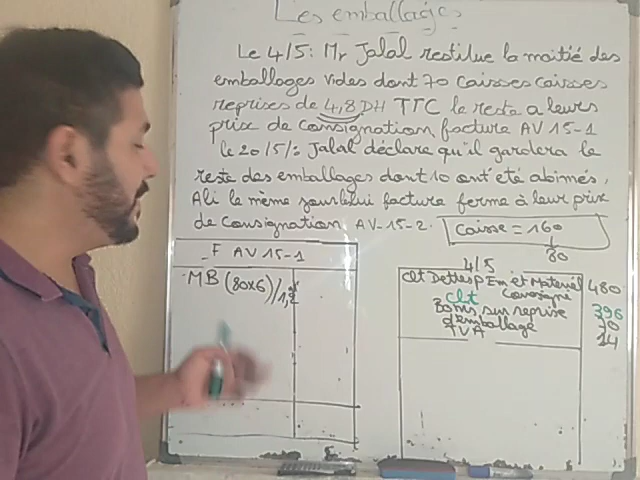 Les emballages
Le 4/5: Mr Jalal restitue la moitié des
emballages vides dont 70 caisses caisses
reprises de 4,8 DH TTC le reste a leurs
prix de consignation facture AV 15-1
le 20/5/: Jalal déclare qu'il gardera le
reste des emballages dont 10 ont été abimés,
Ali le même jour lui facture ferme à leur prix
de consignation AV-15-2.
Caisse = 160
80
F AV 15-1
MB (80x6)/1,2
4/5
Clt Dettes P Em et Materiel 480
Consigné
Clt 396
Bonis sur reprise
d'emballage 70
TVA 14